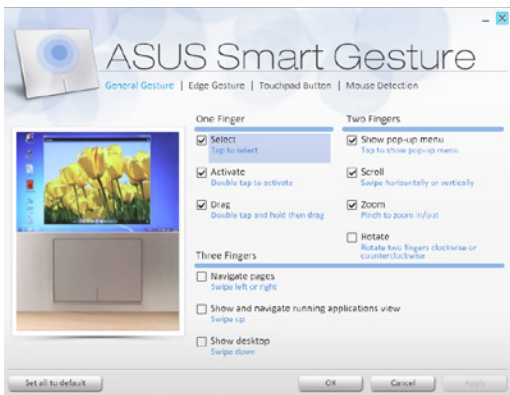 ASUS Smart Gesture
General Gesture | Edge Gesture | Touchpad Button | Mouse Detection
One Finger
Select
Tap to select
Activate
Double tap to activate
Drag
Double tap and hold then drag
Two Fingers
Show pop-up menu
Tap to show pop-up menu
Scroll
Swipe horizontally or vertically
Zoom
Pinch to zoom in/out
Rotate
Rotate two fingers clockwise or
counterclockwise
Three Fingers
Navigate pages
Swipe left or right
Show and navigate running applications view
Swipe up
Show desktop
Swipe down
Set all to default
OK
Cancel
Apply